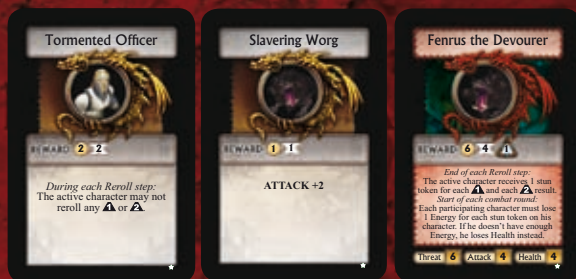 Tormented Officer
REWARD 2 2
During each Reroll step:
The active character may not
reroll any 1 or 2.
Slavering Worg
REWARD 1 1
ATTACK +2
Fenrus the Devourer
REWARD 6 4 1
End of each Reroll step:
The active character receives 1 stun
token for each 1 and each 2 result.
Start of each combat round:
Each participating character must lose
1 Energy for each stun token on his
character. If he doesn't have enough
Energy, he loses Health instead.
Threat 6 Attack 4 Health 4